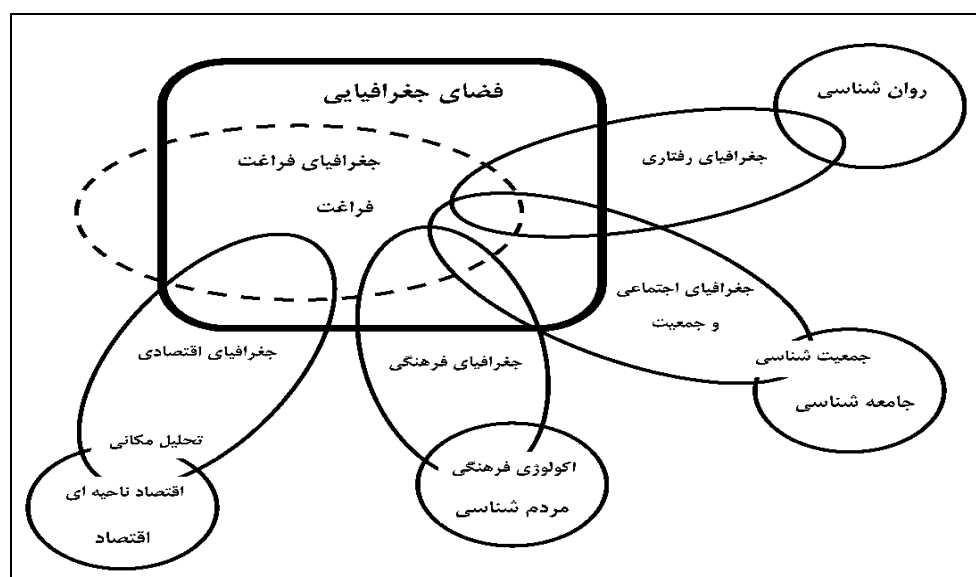 فضای جغرافیایی
روان شناسی
جغرافیای فراغت
فراغت
جغرافیای رفتاری
جغرافیای اجتماعی
و جمعیت
جغرافیای اقتصادی
جغرافیای فرهنگی
جمعیت شناسی
جامعه شناسی
تحلیل مکانی
اقتصاد ناحیه ای
اقتصاد
اکولوژی فرهنگی
مردم شناسی